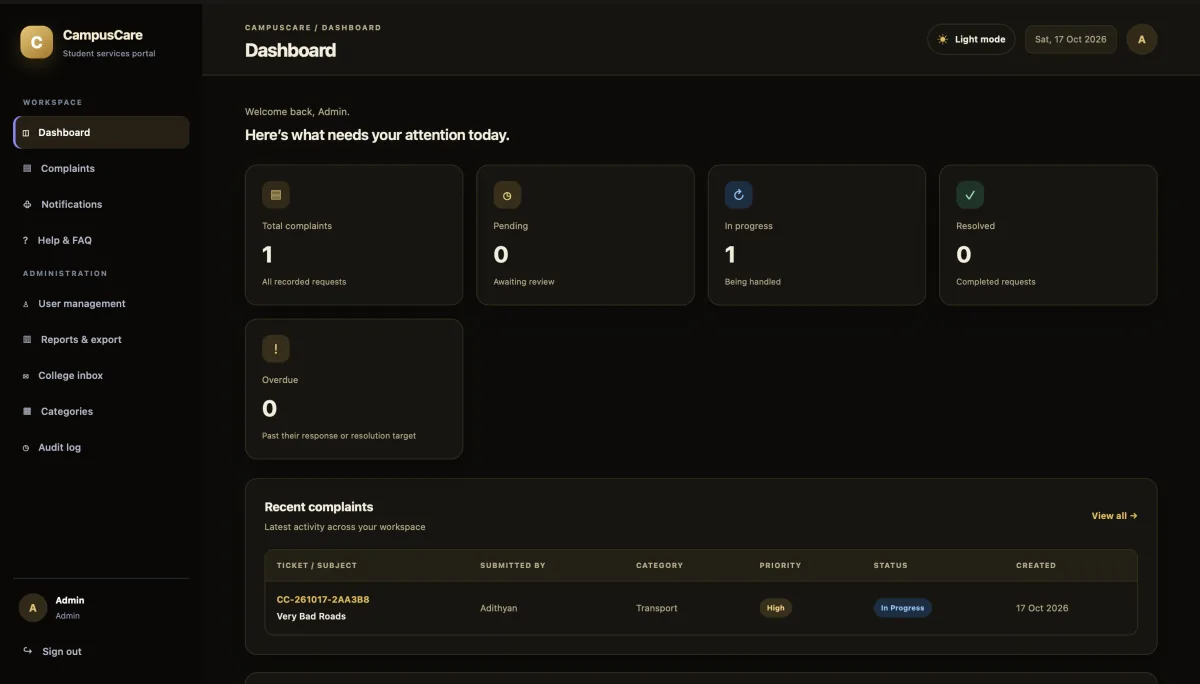 C
CampusCare
Student services portal
WORKSPACE
Dashboard
Complaints
Notifications
? Help & FAQ
ADMINISTRATION
User management
Reports & export
College inbox
Categories
Audit log
A
Admin
Admin
Sign out
CAMPUSCARE / DASHBOARD
Dashboard
Light mode
Sat, 17 Oct 2026
A
Welcome back, Admin.
Here’s what needs your attention today.
Total complaints
1
All recorded requests
Pending
0
Awaiting review
In progress
1
Being handled
Resolved
0
Completed requests
!
Overdue
0
Past their response or resolution target
Recent complaints
Latest activity across your workspace
View all →
TICKET / SUBJECT SUBMITTED BY CATEGORY PRIORITY STATUS CREATED
CC-261017-2AA3B8
Very Bad Roads
Adithyan Transport High In Progress 17 Oct 2026